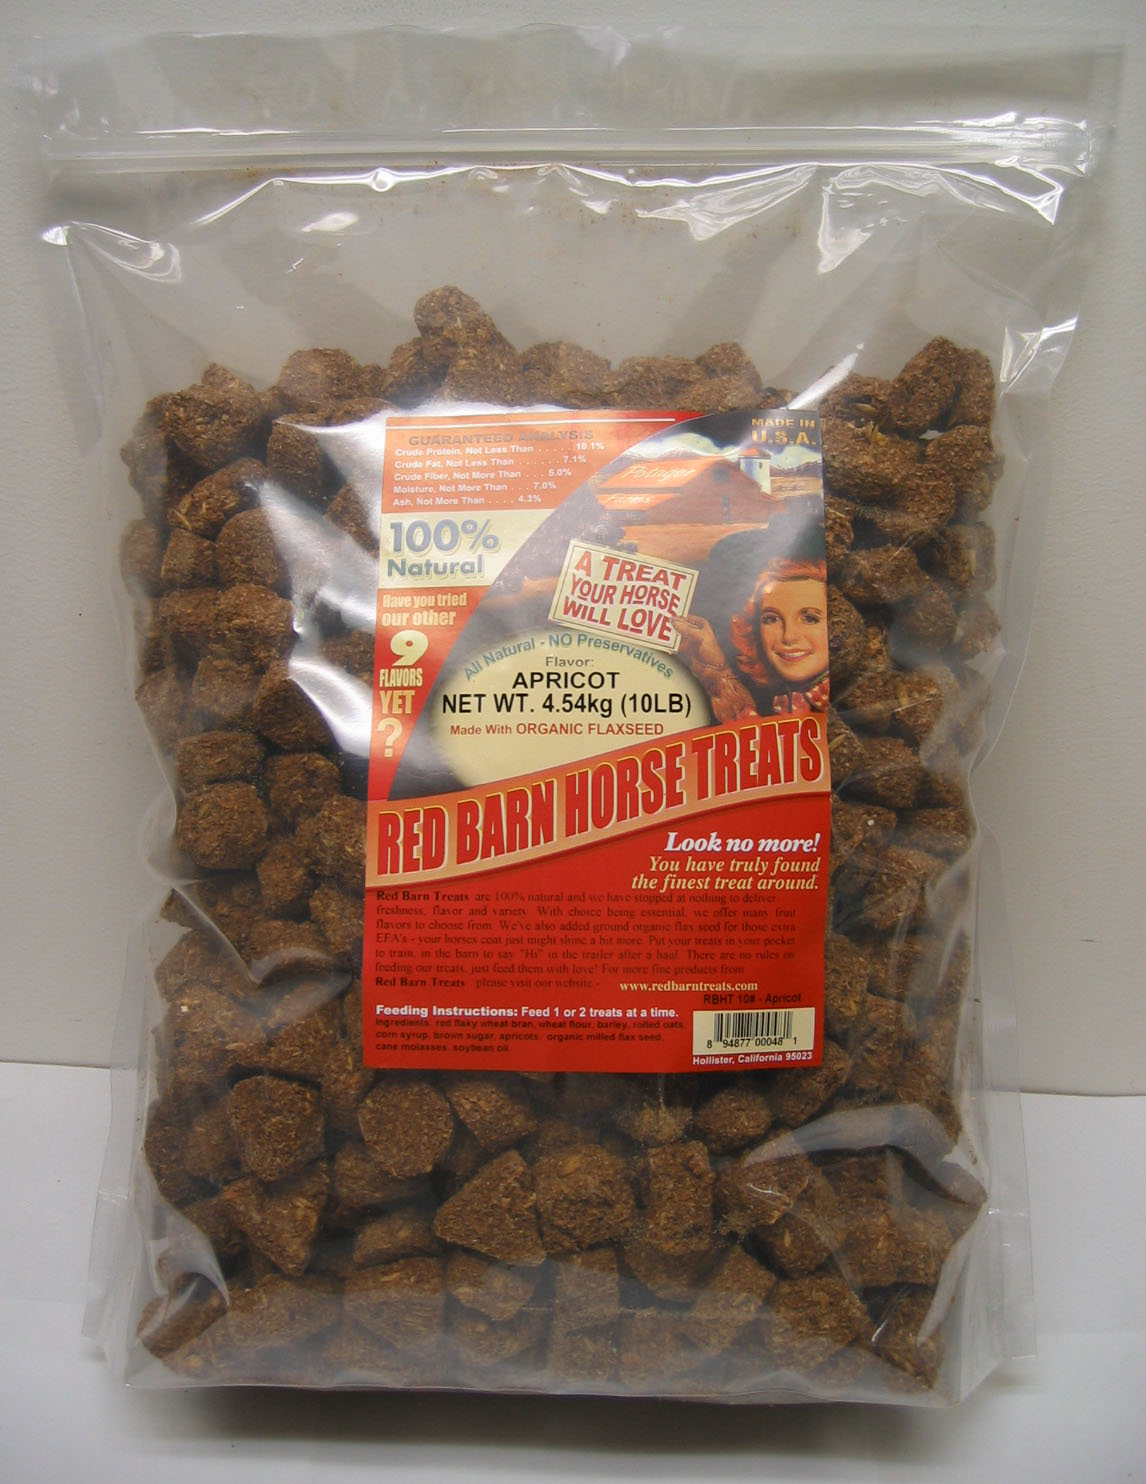 GUARANTEED ANALYSIS
Crude Protein, Not Less Than . . . . . 10.1%
Crude Fat, Not Less Than . . . . . . . 7.1%
Crude Fiber, Not More Than . . . 5.0%
Moisture, Not More Than . . . 7.0%
Ash, Not More Than . . . . . 4.3%
MADE IN
U.S.A.
Potager
Farms
100%
Natural
A TREAT
YOUR HORSE
WILL LOVE
Have you tried
our other
9
FLAVORS
YET
?
All Natural - NO Preservatives
Flavor:
APRICOT
NET WT. 4.54kg (10LB)
Made With ORGANIC FLAXSEED
RED BARN HORSE TREATS
Look no more!
You have truly found
the finest treat around.
Red Barn Treats are 100% natural and we have stopped at nothing to deliver
freshness, flavor and variety. With choice being essential, we offer many fruit
flavors to choose from. We've also added ground organic flax seed for those extra
EFA's - your horses coat just might shine a bit more. Put your treats in your pocket
to train, in the barn to say "Hi" in the trailer after a haul. There are no rules on
feeding our treats, just feed them with love! For more fine products from
Red Barn Treats please visit our website - www.redbarntreats.com
RBHT 10# - Apricot
Feeding Instructions: Feed 1 or 2 treats at a time.
Ingredients: red flaky wheat bran, wheat flour, barley, rolled oats,
corn syrup, brown sugar, apricots, organic milled flax seed,
cane molasses, soybean oil.
8 94877 00048 1
Hollister, California 95023